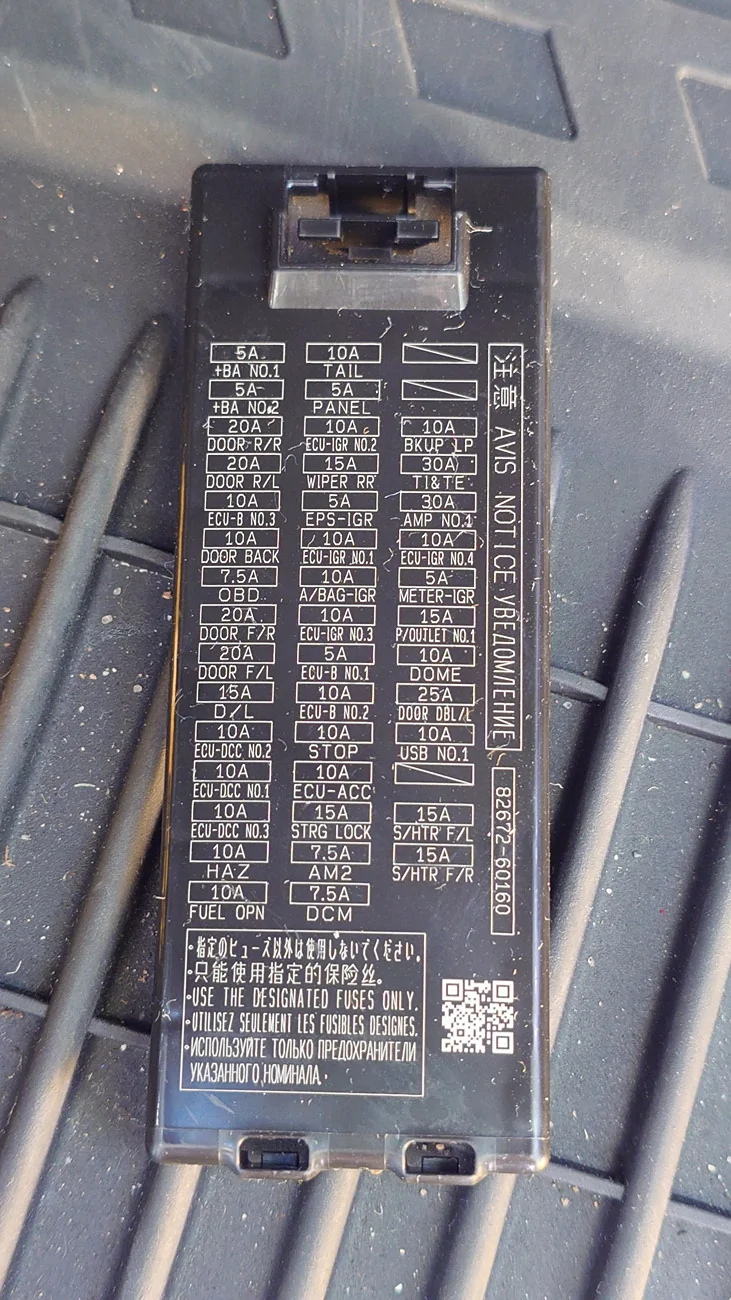 5A 10A
+BA NO.1 TAIL
5A 5A
+BA NO.2 PANEL
20A 10A 10A
DOOR R/R ECU-IGR NO.2 BKUP LP
20A 15A 30A
DOOR R/L WIPER RR TI&TE
10A 5A 30A
ECU-B NO.3 EPS-IGR AMP NO.1
10A 10A 10A
DOOR BACK ECU-IGR NO.1 ECU-IGR NO.4
7.5A 10A 5A
OBD A/BAG-IGR METER-IGR
20A 10A 15A
DOOR F/R ECU-IGR NO.3 P/OUTLET NO.1
20A 5A 10A
DOOR F/L ECU-B NO.1 DOME
15A 10A 25A
D/L ECU-B NO.2 DOOR DBL/L
10A 10A 10A
ECU-DCC NO.2 STOP USB NO.1
10A 10A
ECU-DCC NO.1 ECU-ACC
10A 15A 15A
ECU-DCC NO.3 STRG LOCK S/HTR F/L
10A 7.5A 15A
HAZ AM2 S/HTR F/R
10A 7.5A
FUEL OPN DCM
注意 AVIS NOTICE УВЕДОМЛЕНИЕ
82672-60160
・指定のヒューズ以外は使用しないでください。
・只能使用指定的保险丝。
・USE THE DESIGNATED FUSES ONLY.
・UTILISEZ SEULEMENT LES FUSIBLES DESIGNES.
・ИСПОЛЬЗУЙТЕ ТОЛЬКО ПРЕДОХРАНИТЕЛИ
УКАЗАННОГО НОМИНАЛА.